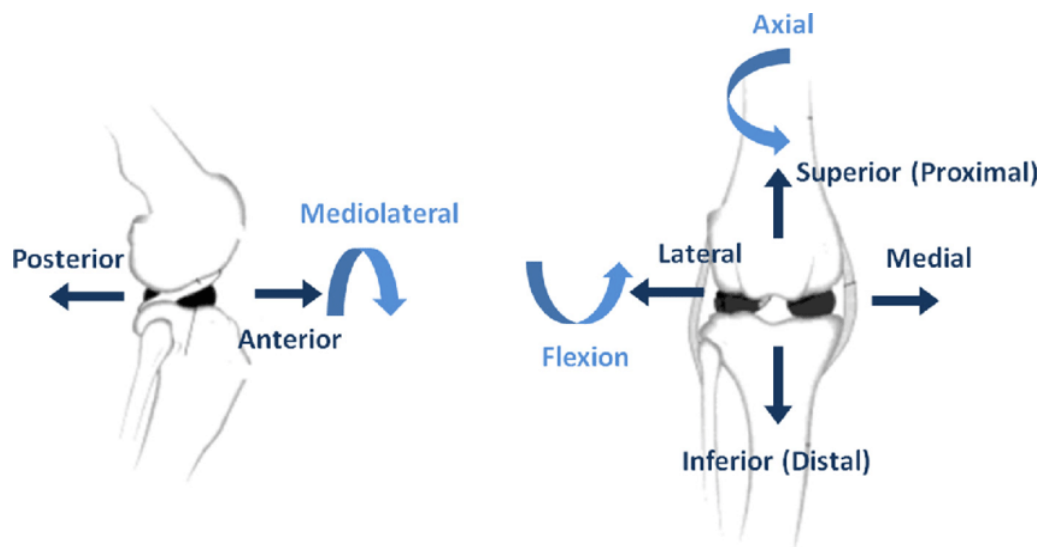 Axial
Superior (Proximal)
Mediolateral
Posterior
Lateral
Medial
Anterior
Flexion
Inferior (Distal)